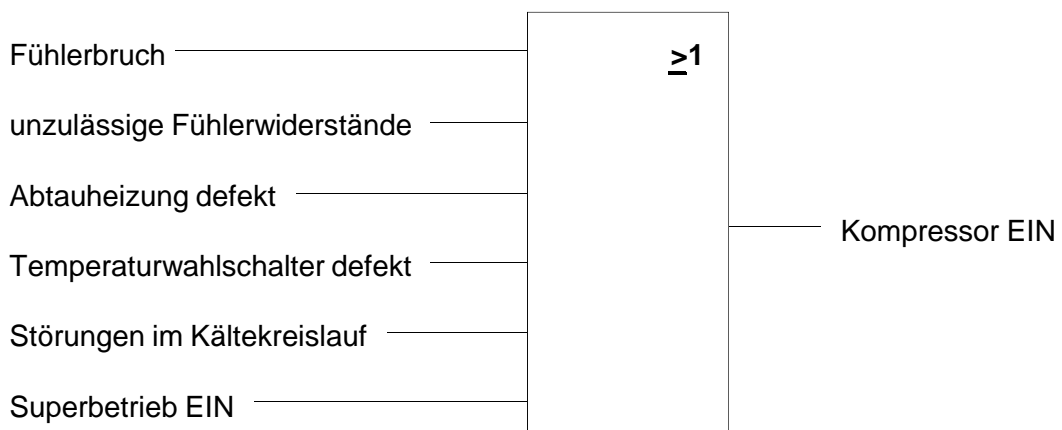 Fühlerbruch
≥1
unzulässige Fühlerwiderstände
Abtauheizung defekt
Kompressor EIN
Temperaturwahlschalter defekt
Störungen im Kältekreislauf
Superbetrieb EIN